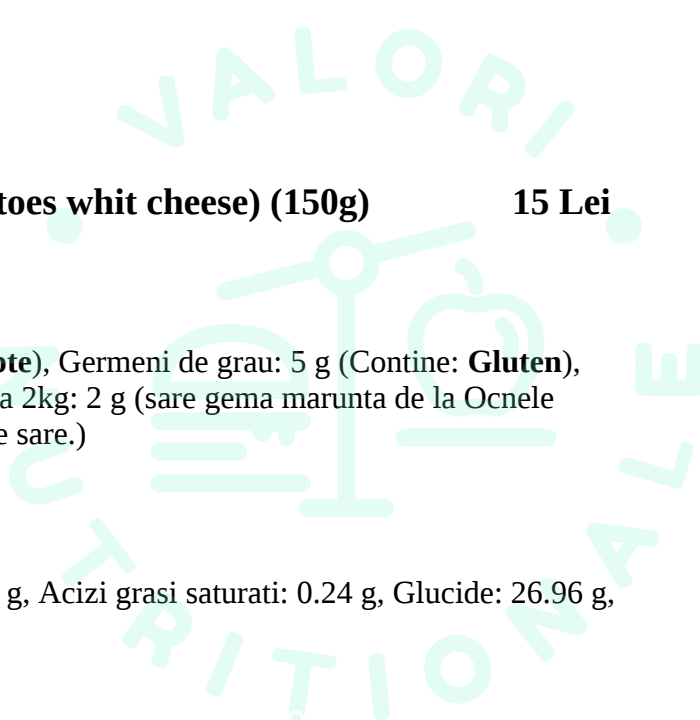 VALORI
toes whit cheese) (150g) 15 Lei
te), Germeni de grau: 5 g (Contine: Gluten),
a 2kg: 2 g (sare gema marunta de la Ocnele
e sare.)
g, Acizi grasi saturati: 0.24 g, Glucide: 26.96 g,
NUTRITIONALE